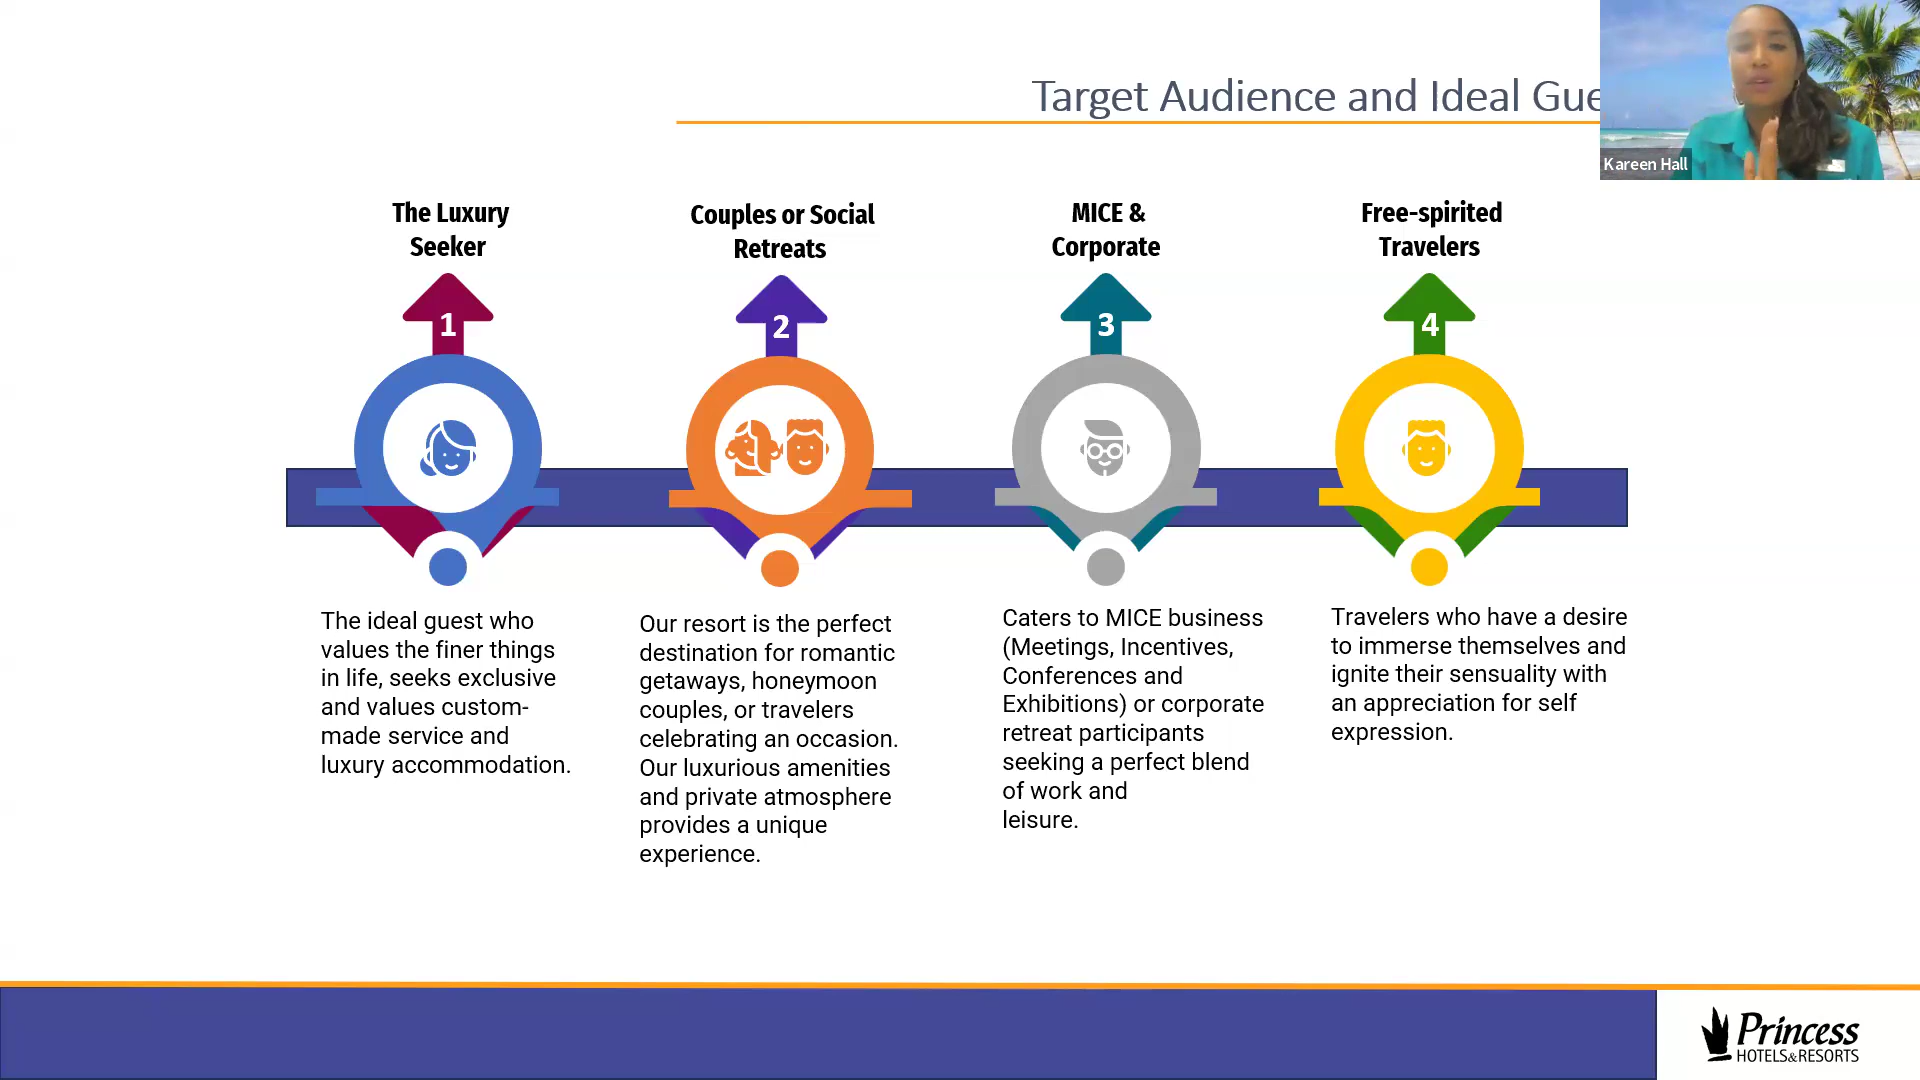 Target Audience and Ideal Gue
Kareen Hall
The Luxury
Seeker
1
The ideal guest who
values the finer things
in life, seeks exclusive
and values custom-
made service and
luxury accommodation.
Couples or Social
Retreats
2
Our resort is the perfect
destination for romantic
getaways, honeymoon
couples, or travelers
celebrating an occasion.
Our luxurious amenities
and private atmosphere
provides a unique
experience.
MICE &
Corporate
3
Caters to MICE business
(Meetings, Incentives,
Conferences and
Exhibitions) or corporate
retreat participants
seeking a perfect blend
of work and
leisure.
Free-spirited
Travelers
4
Travelers who have a desire
to immerse themselves and
ignite their sensuality with
an appreciation for self
expression.
Princess
HOTELS&RESORTS